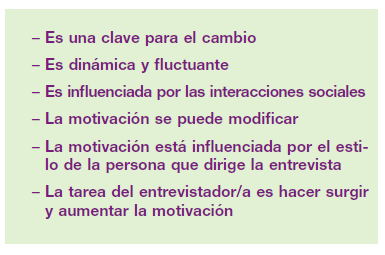 – Es una clave para el cambio
– Es dinámica y fluctuante
– Es influenciada por las interacciones sociales
– La motivación se puede modificar
– La motivación está influenciada por el esti-
lo de la persona que dirige la entrevista
– La tarea del entrevistador/a es hacer surgir
y aumentar la motivación